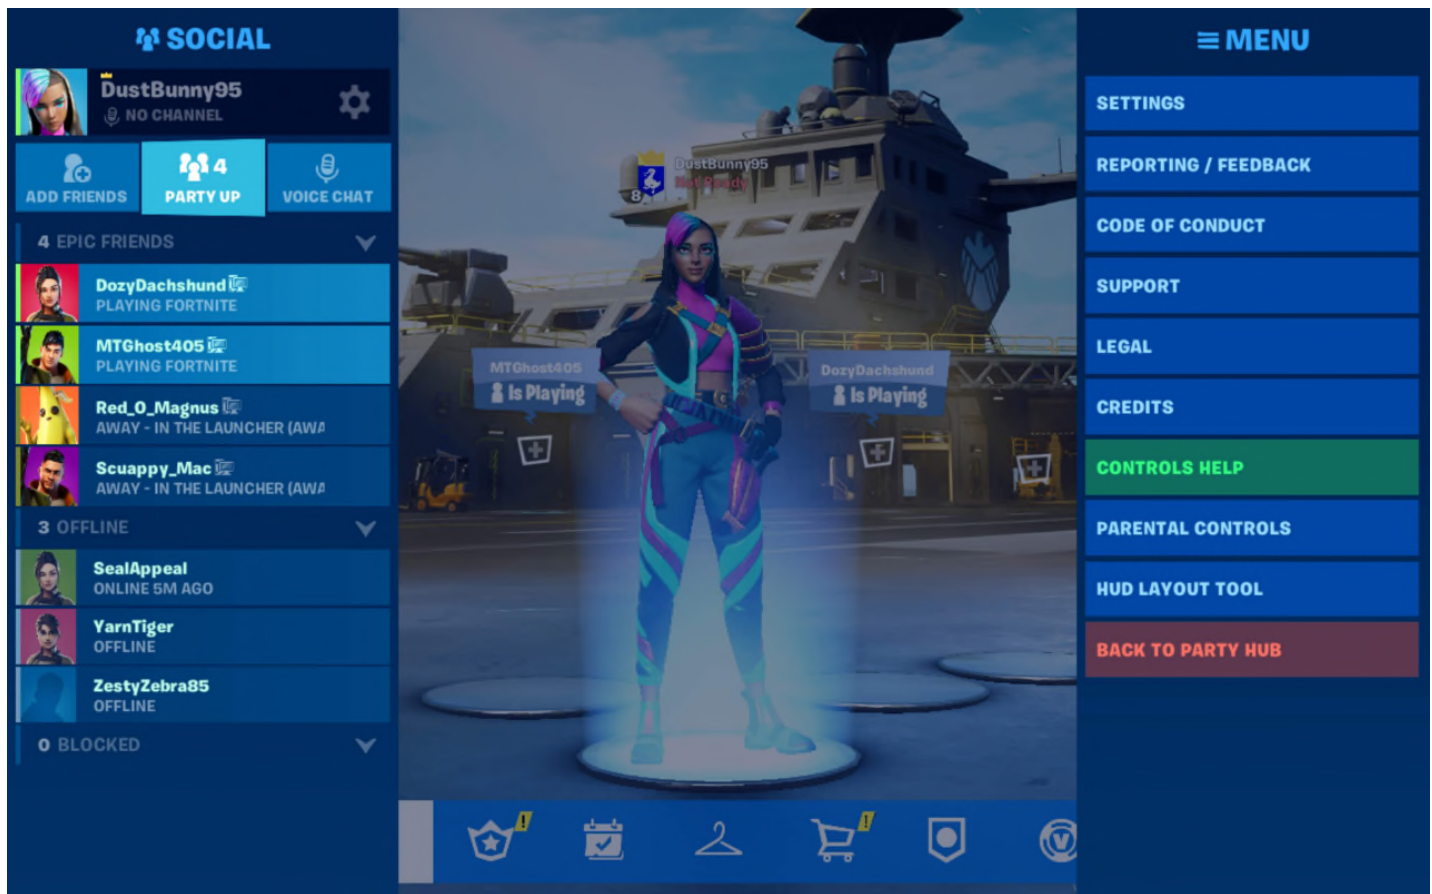 SOCIAL
DustBunny95
NO CHANNEL
ADD FRIENDS
4
PARTY UP
VOICE CHAT
4 EPIC FRIENDS
DozyDachshund
PLAYING FORTNITE
MTGhost405
PLAYING FORTNITE
Red_O_Magnus
AWAY - IN THE LAUNCHER (AWA
Scuappy_Mac
AWAY - IN THE LAUNCHER (AWA
3 OFFLINE
SealAppeal
ONLINE 5M AGO
YarnTiger
OFFLINE
ZestyZebra85
OFFLINE
0 BLOCKED
DustBunny95
Not Ready
8
MTGhost405
Is Playing
DozyDachshund
Is Playing
!
!
V
MENU
SETTINGS
REPORTING / FEEDBACK
CODE OF CONDUCT
SUPPORT
LEGAL
CREDITS
CONTROLS HELP
PARENTAL CONTROLS
HUD LAYOUT TOOL
BACK TO PARTY HUB